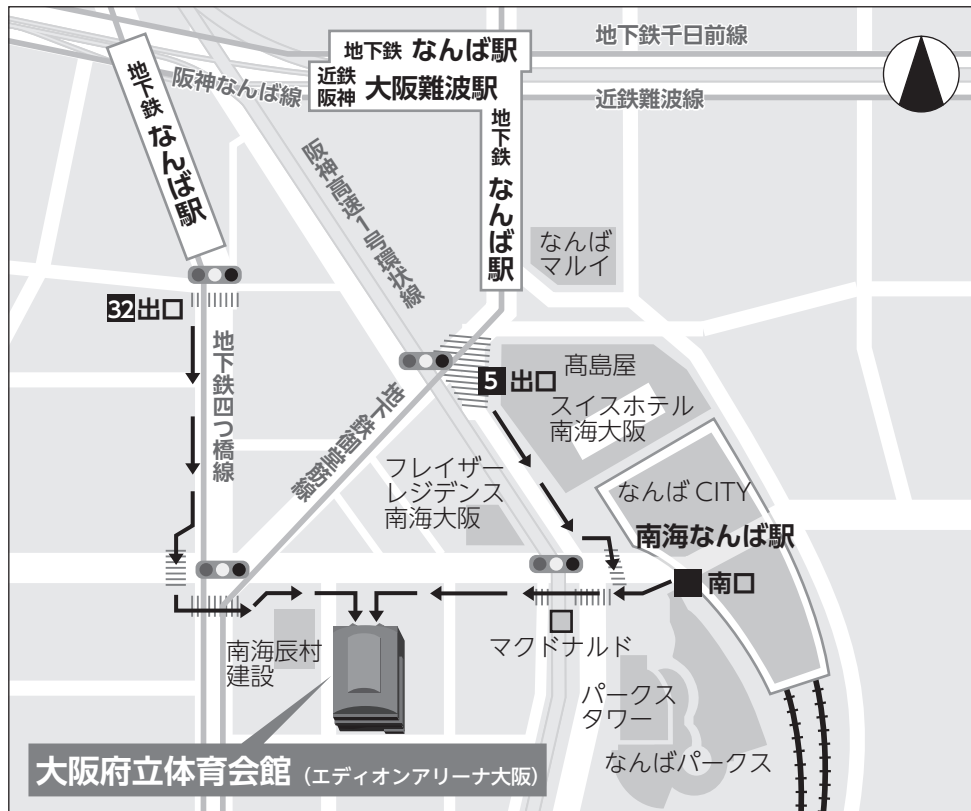 地下鉄千日前線
地下鉄 なんば駅
近鉄
阪神 大阪難波駅
近鉄難波線
阪神なんば線
地下鉄 なんば駅
地下鉄 なんば駅
阪神高速1号環状線
なんば
マルイ
32出口
地下鉄四つ橋線
地下鉄御堂筋線
5 出口
髙島屋
スイスホテル
南海大阪
フレイザー
レジデンス
南海大阪
なんば CITY
南海なんば駅
南口
南海辰村
建設
マクドナルド
パークス
タワー
なんばパークス
大阪府立体育会館（エディオンアリーナ大阪）